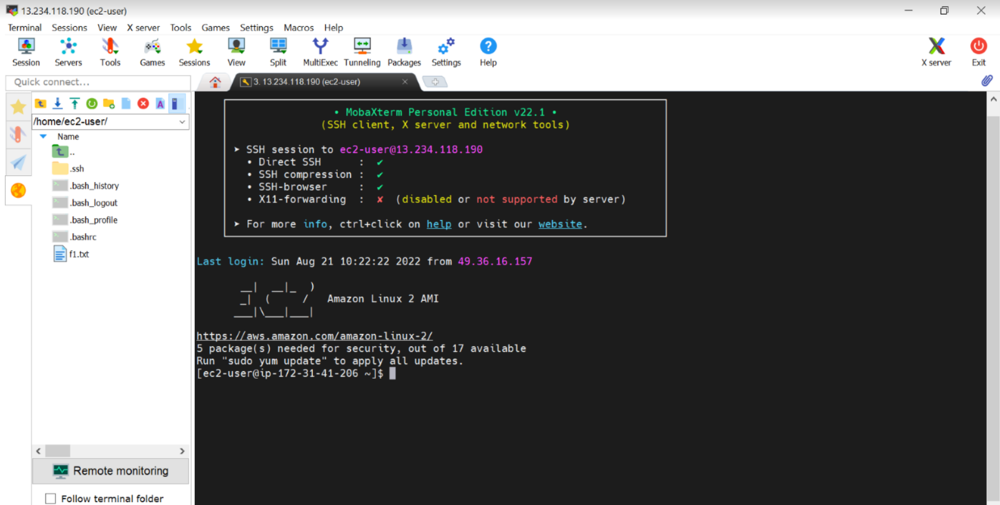 13.234.118.190 (ec2-user)
Terminal Sessions View X server Tools Games Settings Macros Help
Session Servers Tools Games Sessions View Split MultiExec Tunneling Packages Settings Help X server Exit
Quick connect...
3. 13.234.118.190 (ec2-user)
/home/ec2-user/
Name
..
.ssh
.bash_history
.bash_logout
.bash_profile
.bashrc
f1.txt
Remote monitoring
Follow terminal folder
• MobaXterm Personal Edition v22.1 •
(SSH client, X server and network tools)
➤ SSH session to ec2-user@13.234.118.190
• Direct SSH : ✔
• SSH compression : ✔
• SSH-browser : ✔
• X11-forwarding : ✘ (disabled or not supported by server)
➤ For more info, ctrl+click on help or visit our website.
Last login: Sun Aug 21 10:22:22 2022 from 49.36.16.157
__| __|_ )
_| ( / Amazon Linux 2 AMI
___|\___|___|
https://aws.amazon.com/amazon-linux-2/
5 package(s) needed for security, out of 17 available
Run "sudo yum update" to apply all updates.
[ec2-user@ip-172-31-41-206 ~]$